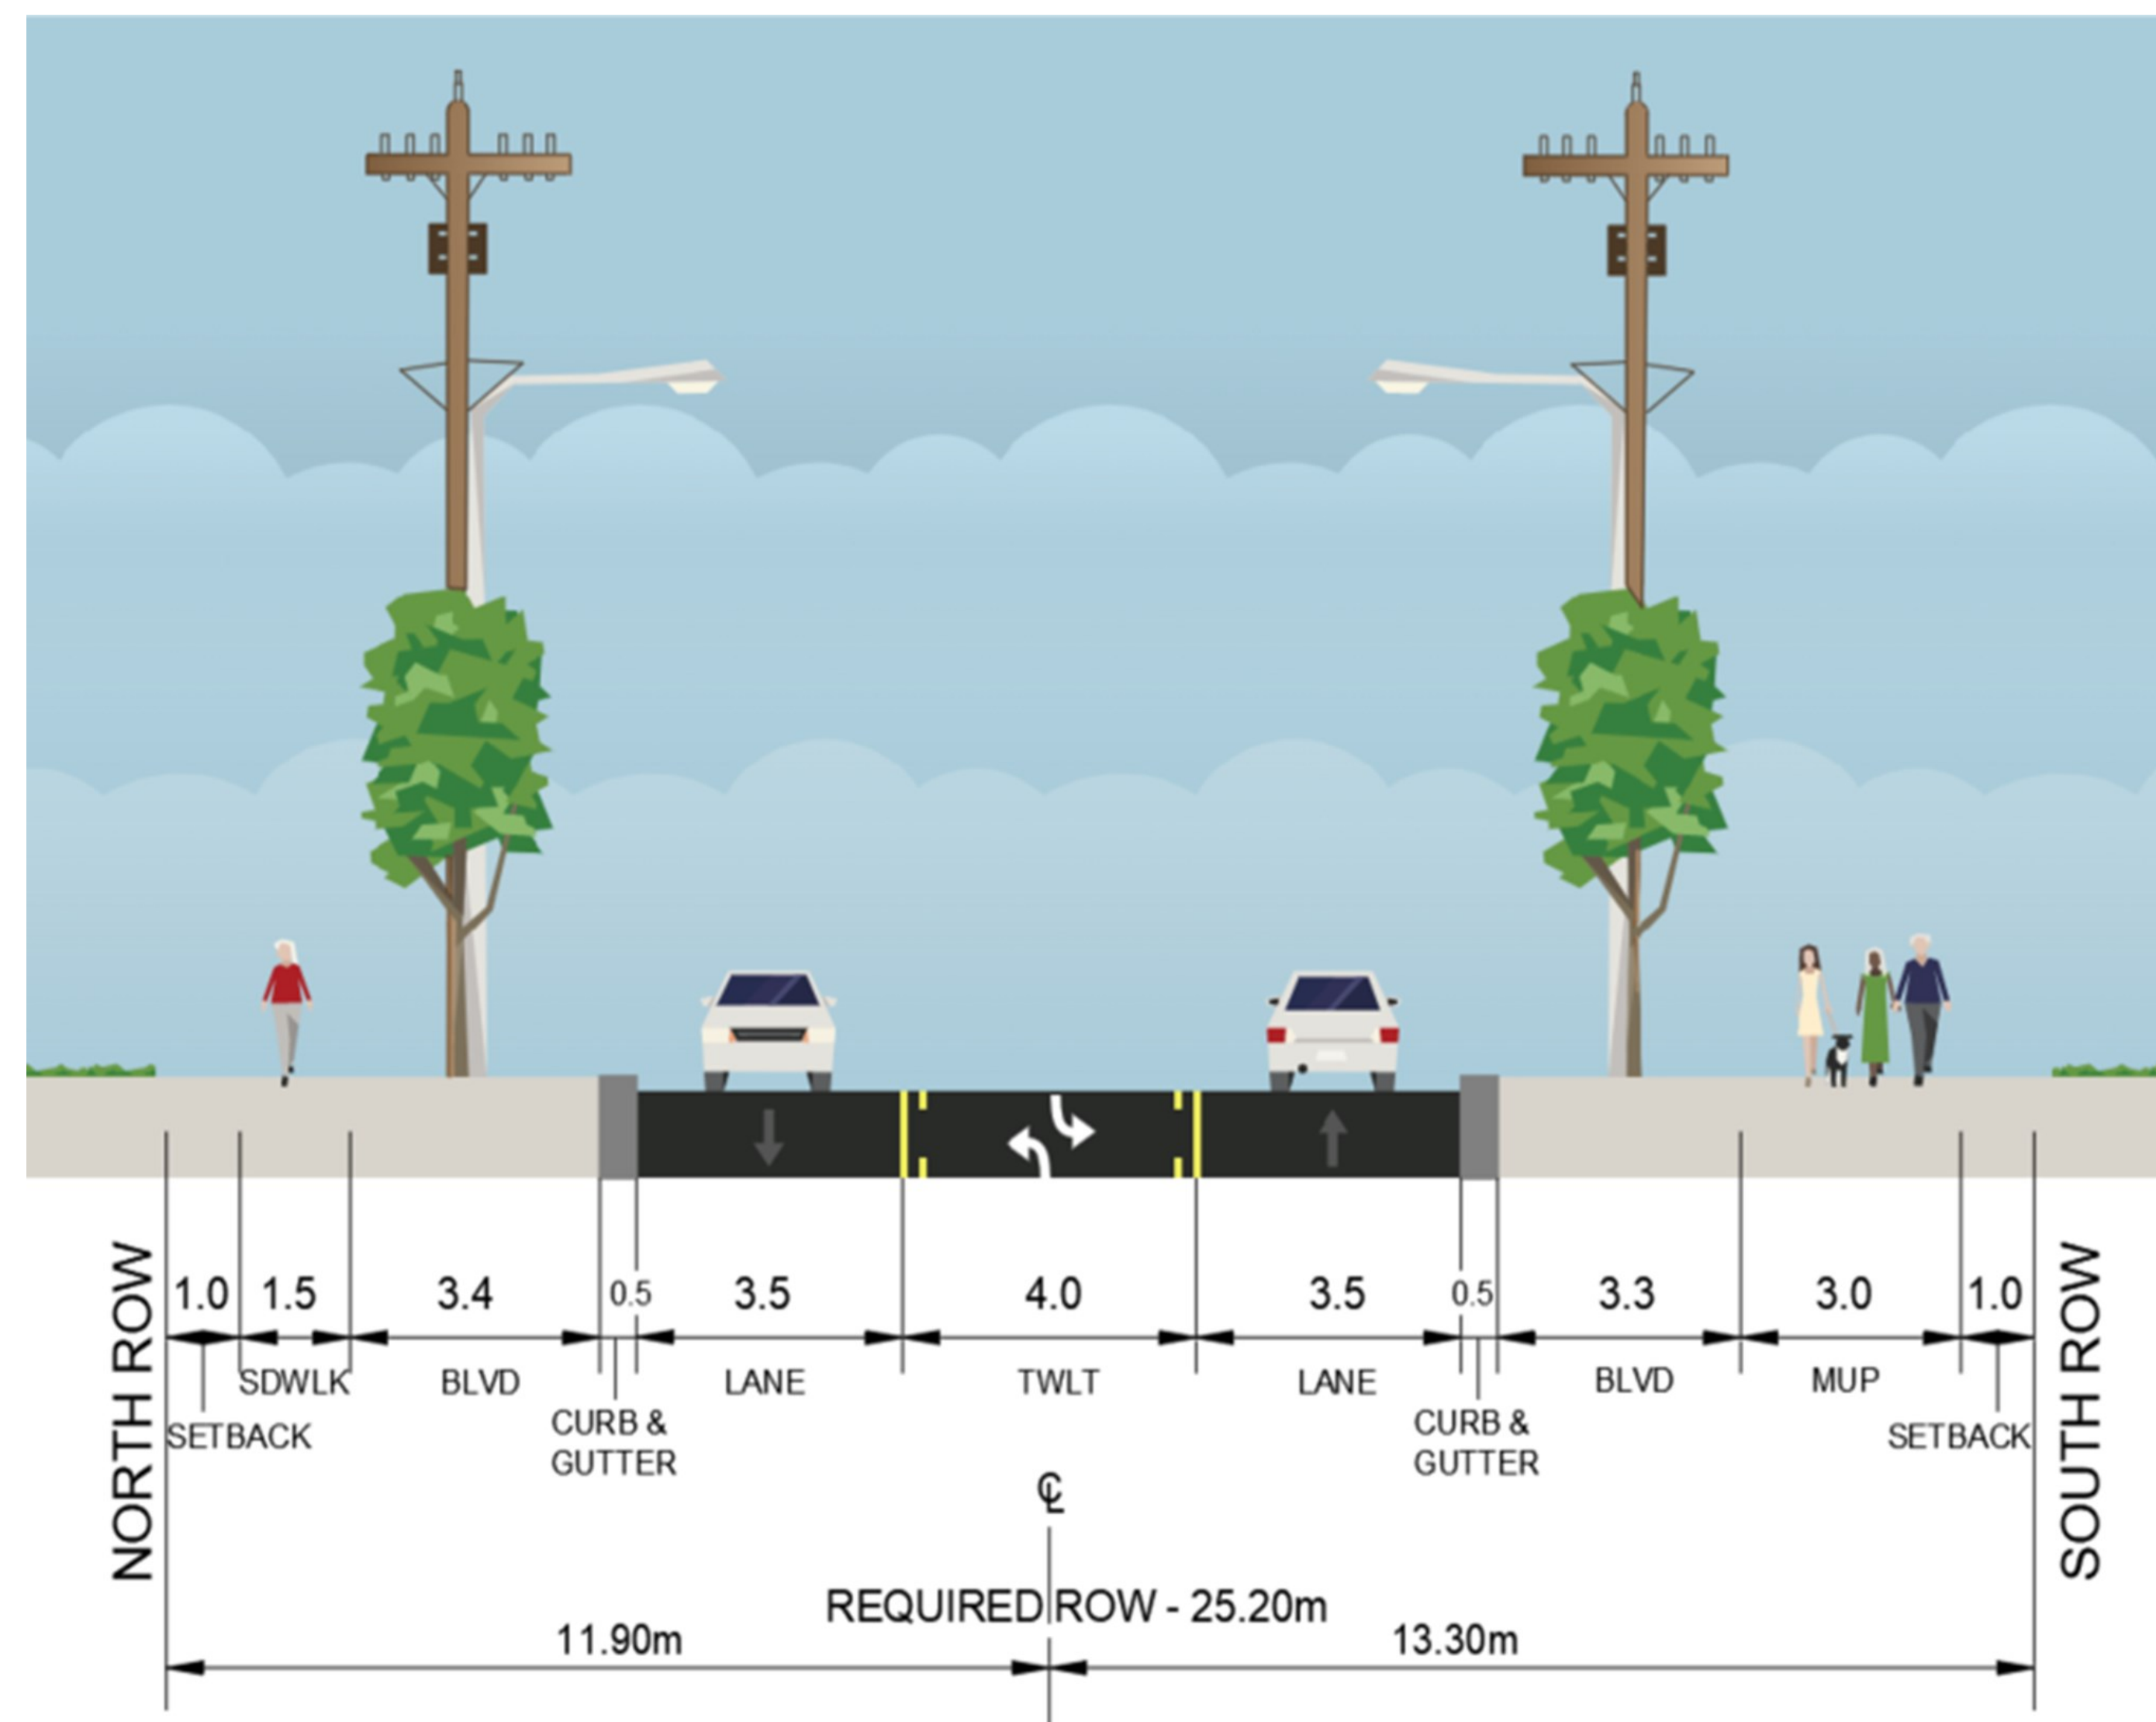 NORTH ROW
1.0 1.5 3.4 0.5 3.5 4.0 3.5 0.5 3.3 3.0 1.0
SDWLK BLVD LANE TWLT LANE BLVD MUP
SETBACK CURB & CURB & SETBACK
GUTTER GUTTER
SOUTH ROW
℄
REQUIRED ROW - 25.20m
11.90m 13.30m